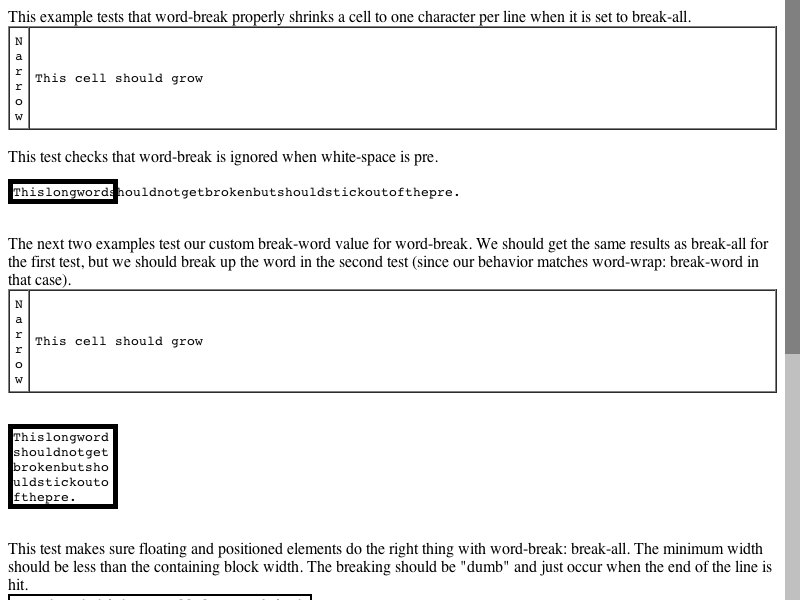 This example tests that word-break properly shrinks a cell to one character per line when it is set to break-all.
N
a
r
r
o
w
This cell should grow
This test checks that word-break is ignored when white-space is pre.
Thislongwordshouldnotgetbrokenbutshouldstickoutofthepre.
The next two examples test our custom break-word value for word-break. We should get the same results as break-all for
the first test, but we should break up the word in the second test (since our behavior matches word-wrap: break-word in
that case).
N
a
r
r
o
w
This cell should grow
Thislongword
shouldnotget
brokenbutsho
uldstickouto
fthepre.
This test makes sure floating and positioned elements do the right thing with word-break: break-all. The minimum width
should be less than the containing block width. The breaking should be "dumb" and just occur when the end of the line is
hit.